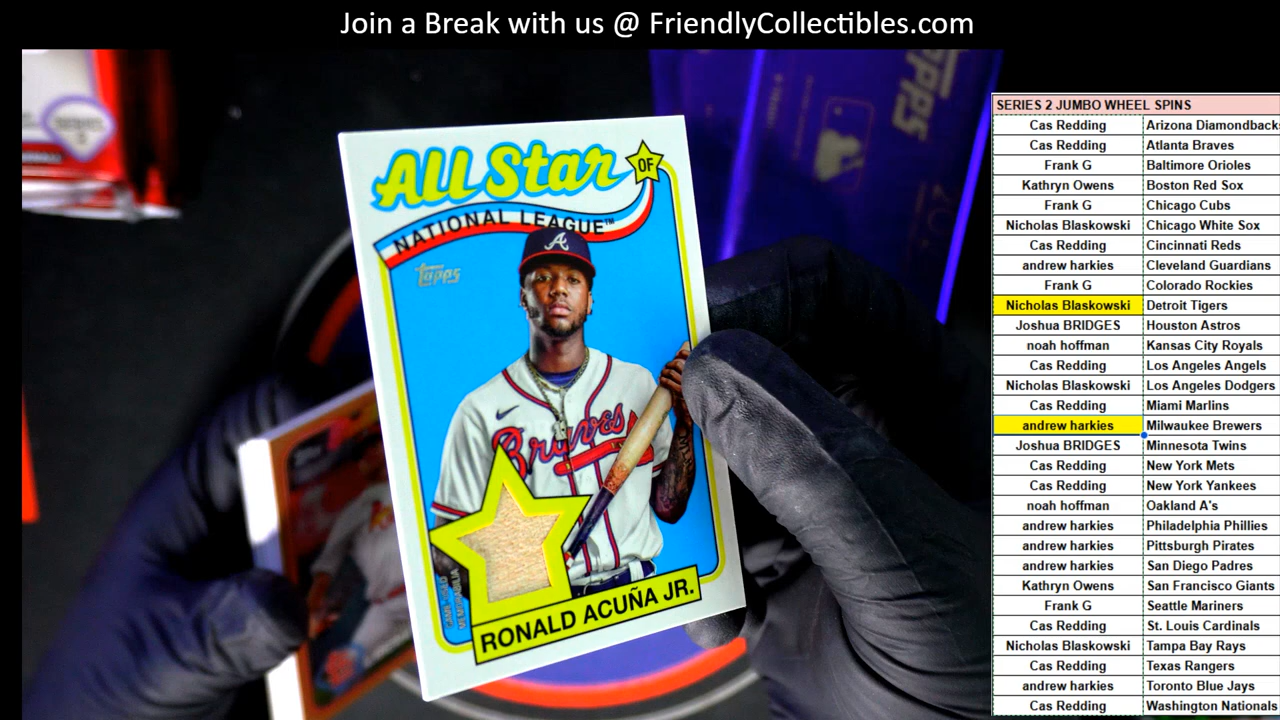 Join a Break with us @ FriendlyCollectibles.com
SERIES 2 JUMBO WHEEL SPINS
Cas Redding Arizona Diamondback
Cas Redding Atlanta Braves
Frank G Baltimore Orioles
Kathryn Owens Boston Red Sox
Frank G Chicago Cubs
Nicholas Blaskowski Chicago White Sox
Cas Redding Cincinnati Reds
andrew harkies Cleveland Guardians
Frank G Colorado Rockies
Nicholas Blaskowski Detroit Tigers
Joshua BRIDGES Houston Astros
noah hoffman Kansas City Royals
Cas Redding Los Angeles Angels
Nicholas Blaskowski Los Angeles Dodgers
Cas Redding Miami Marlins
andrew harkies Milwaukee Brewers
Joshua BRIDGES Minnesota Twins
Cas Redding New York Mets
Cas Redding New York Yankees
noah hoffman Oakland A's
andrew harkies Philadelphia Phillies
andrew harkies Pittsburgh Pirates
andrew harkies San Diego Padres
Kathryn Owens San Francisco Giants
Frank G Seattle Mariners
Cas Redding St. Louis Cardinals
Nicholas Blaskowski Tampa Bay Rays
Cas Redding Texas Rangers
andrew harkies Toronto Blue Jays
Cas Redding Washington Nationals
All Star OF
NATIONAL LEAGUE™
Topps
A
Braves
RONALD ACUÑA JR.